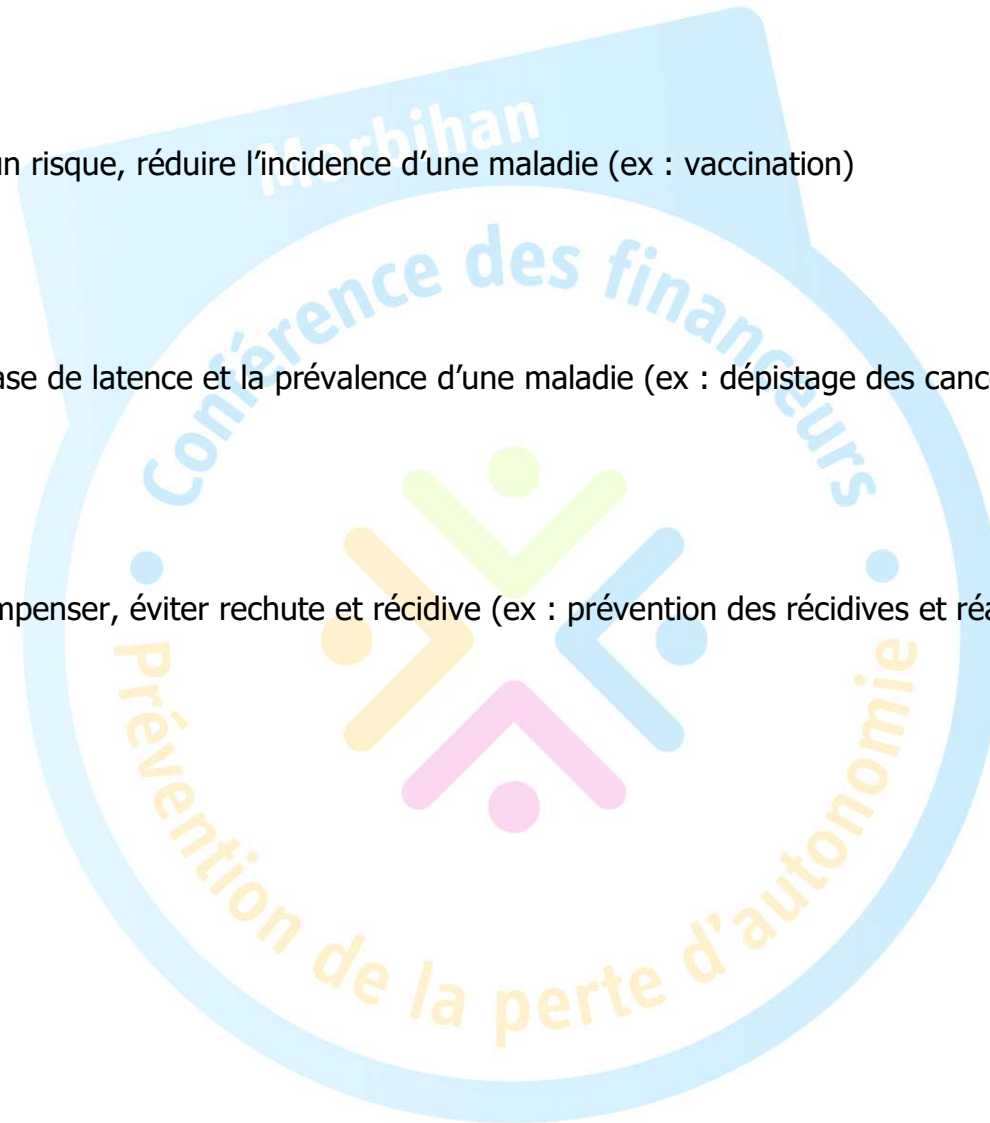 Morbihan
un risque, réduire l’incidence d’une maladie (ex : vaccination)
Conférence des financeurs
ase de latence et la prévalence d’une maladie (ex : dépistage des canc
mpenser, éviter rechute et récidive (ex : prévention des récidives et réa
Prévention de la perte d'autonomie